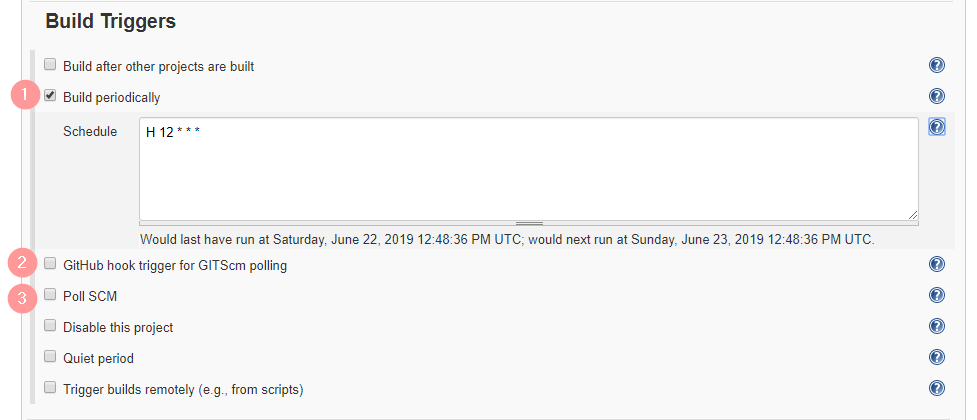 Build Triggers
Build after other projects are built ?
1 Build periodically ?
Schedule H 12 * * * ?
Would last have run at Saturday, June 22, 2019 12:48:36 PM UTC; would next run at Sunday, June 23, 2019 12:48:36 PM UTC.
2 GitHub hook trigger for GITScm polling ?
3 Poll SCM ?
Disable this project ?
Quiet period ?
Trigger builds remotely (e.g., from scripts) ?